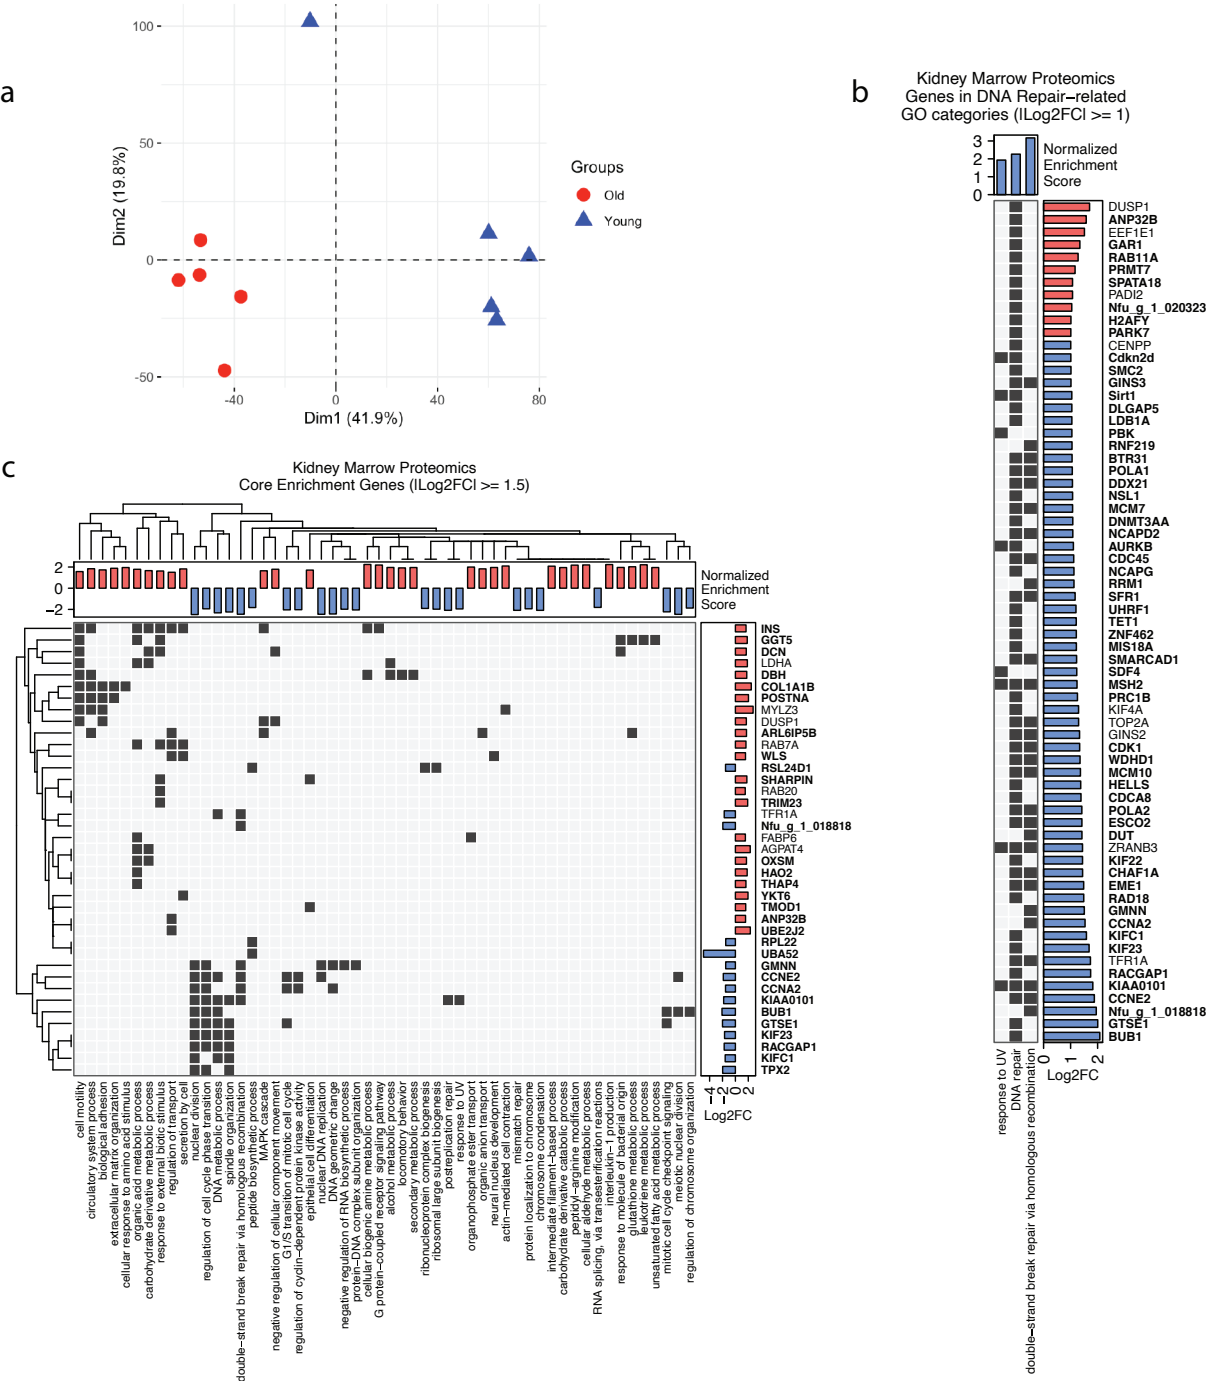 a
100
50
0
-50
-40
0
40
80
Dim2 (19.8%)
Dim1 (41.9%)
Groups
Old
Young
b
Kidney Marrow Proteomics
Genes in DNA Repair−related
GO categories (|Log2FC| >= 1)
3
2
1
0
Normalized
Enrichment
Score
DUSP1
ANP32B
EEF1E1
GAR1
RAB11A
PRMT7
SPATA18
PADI2
Nfu_g_1_020323
H2AFY
PARK7
CENPP
Cdkn2d
SMC2
GINS3
Sirt1
DLGAP5
LDB1A
PBK
RNF219
BTR31
POLA1
DDX21
NSL1
MCM7
DNMT3AA
NCAPD2
AURKB
CDC45
NCAPG
RRM1
SFR1
UHRF1
TET1
ZNF462
MIS18A
SMARCAD1
SDF4
MSH2
PRC1B
KIF4A
TOP2A
GINS2
CDK1
WDHD1
MCM10
HELLS
CDCA8
POLA2
ESCO2
DUT
ZRANB3
KIF22
CHAF1A
EME1
RAD18
GMNN
CCNA2
KIFC1
KIF23
TFR1A
RACGAP1
KIAA0101
CCNE2
Nfu_g_1_018818
GTSE1
BUB1
response to UV
DNA repair
double−strand break repair via homologous recombination
0
1
2
Log2FC
c
Kidney Marrow Proteomics
Core Enrichment Genes (|Log2FC| >= 1.5)
2
0
−2
Normalized
Enrichment
Score
INS
GGT5
DCN
LDHA
DBH
COL1A1B
POSTNA
MYLZ3
DUSP1
ARL6IP5B
RAB7A
WLS
RSL24D1
SHARPIN
RAB20
TRIM23
TFR1A
Nfu_g_1_018818
FABP6
AGPAT4
OXSM
HAO2
THAP4
YKT6
TMOD1
ANP32B
UBE2J2
RPL22
UBA52
GMNN
CCNE2
CCNA2
KIAA0101
BUB1
GTSE1
KIF23
RACGAP1
KIFC1
TPX2
−4
−2
0
2
Log2FC
cell motility
circulatory system process
biological adhesion
extracellular matrix organization
cellular response to amino acid stimulus
organic acid metabolic process
carbohydrate derivative metabolic process
response to external biotic stimulus
regulation of transport
secretion by cell
nuclear division
regulation of cell cycle phase transition
DNA metabolic process
spindle organization
double−strand break repair via homologous recombination
peptide biosynthetic process
MAPK cascade
negative regulation of cellular component movement
G1/S transition of mitotic cell cycle
regulation of cyclin−dependent protein kinase activity
epithelial cell differentiation
nuclear DNA replication
DNA geometric change
negative regulation of RNA biosynthetic process
protein−DNA complex subunit organization
cellular biogenic amine metabolic process
G protein−coupled receptor signaling pathway
alcohol metabolic process
locomotory behavior
secondary metabolic process
ribonucleoprotein complex biogenesis
ribosomal large subunit biogenesis
postreplication repair
response to UV
organophosphate ester transport
organic anion transport
neural nucleus development
actin−mediated cell contraction
mismatch repair
protein localization to chromosome
chromosome condensation
intermediate filament−based process
carbohydrate derivative catabolic process
peptidyl−arginine modification
cellular aldehyde metabolic process
RNA splicing, via transesterification reactions
interleukin−1 production
response to molecule of bacterial origin
glutathione metabolic process
leukotriene metabolic process
unsaturated fatty acid metabolic process
mitotic cell cycle checkpoint signaling
meiotic nuclear division
regulation of chromosome organization